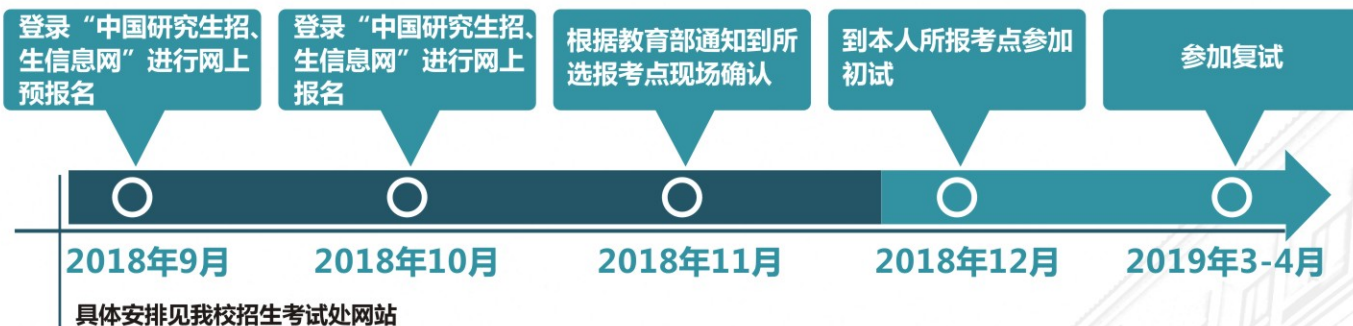 登录“中国研究生招、
生信息网”进行网上
预报名
登录“中国研究生招、
生信息网”进行网上
报名
根据教育部通知到所
选报考点现场确认
到本人所报考点参加
初试
参加复试
2018年9月
2018年10月
2018年11月
2018年12月
2019年3-4月
具体安排见我校招生考试处网站